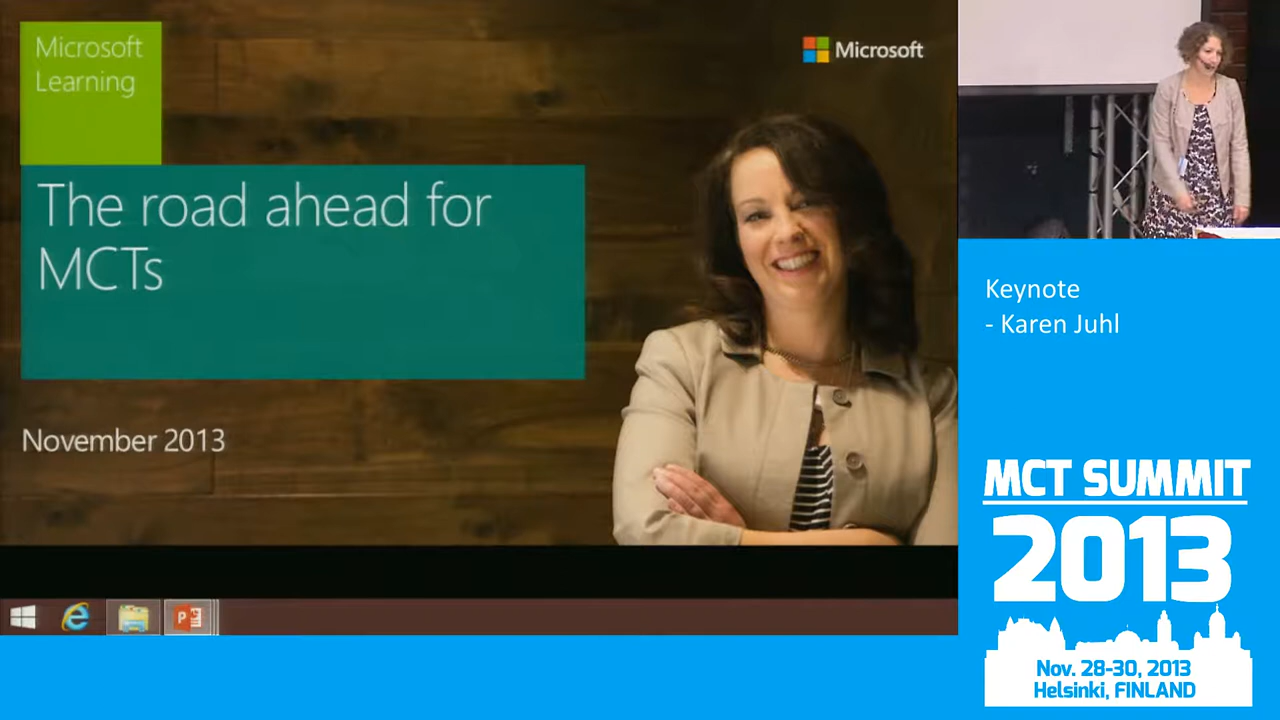 Microsoft
Learning
Microsoft
The road ahead for
MCTs
November 2013
Keynote
- Karen Juhl
MCT SUMMIT
2013
Nov. 28-30, 2013
Helsinki, FINLAND